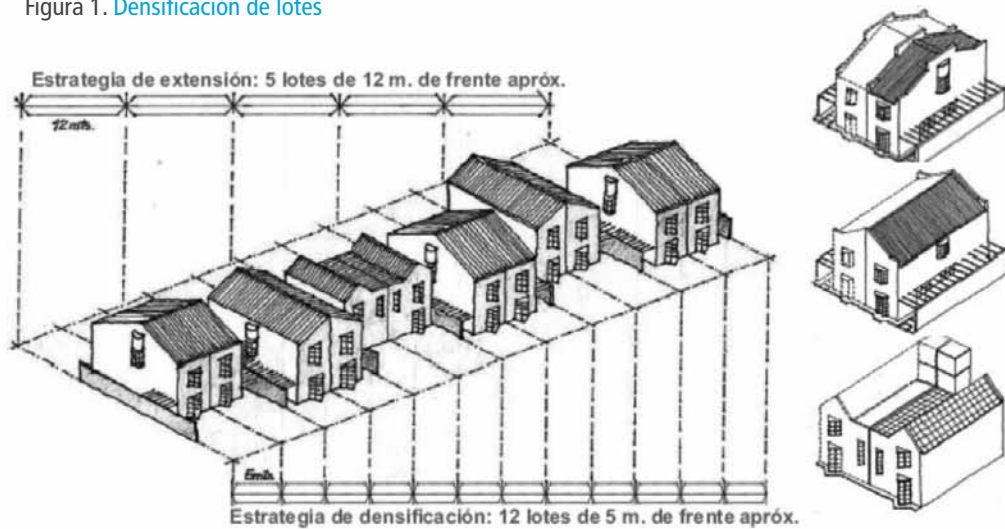 Figura 1. Densificación de lotes
Estrategia de extensión: 5 lotes de 12 m. de frente apróx.
12 mts.
5 mts.
Estrategia de densificación: 12 lotes de 5 m. de frente apróx.